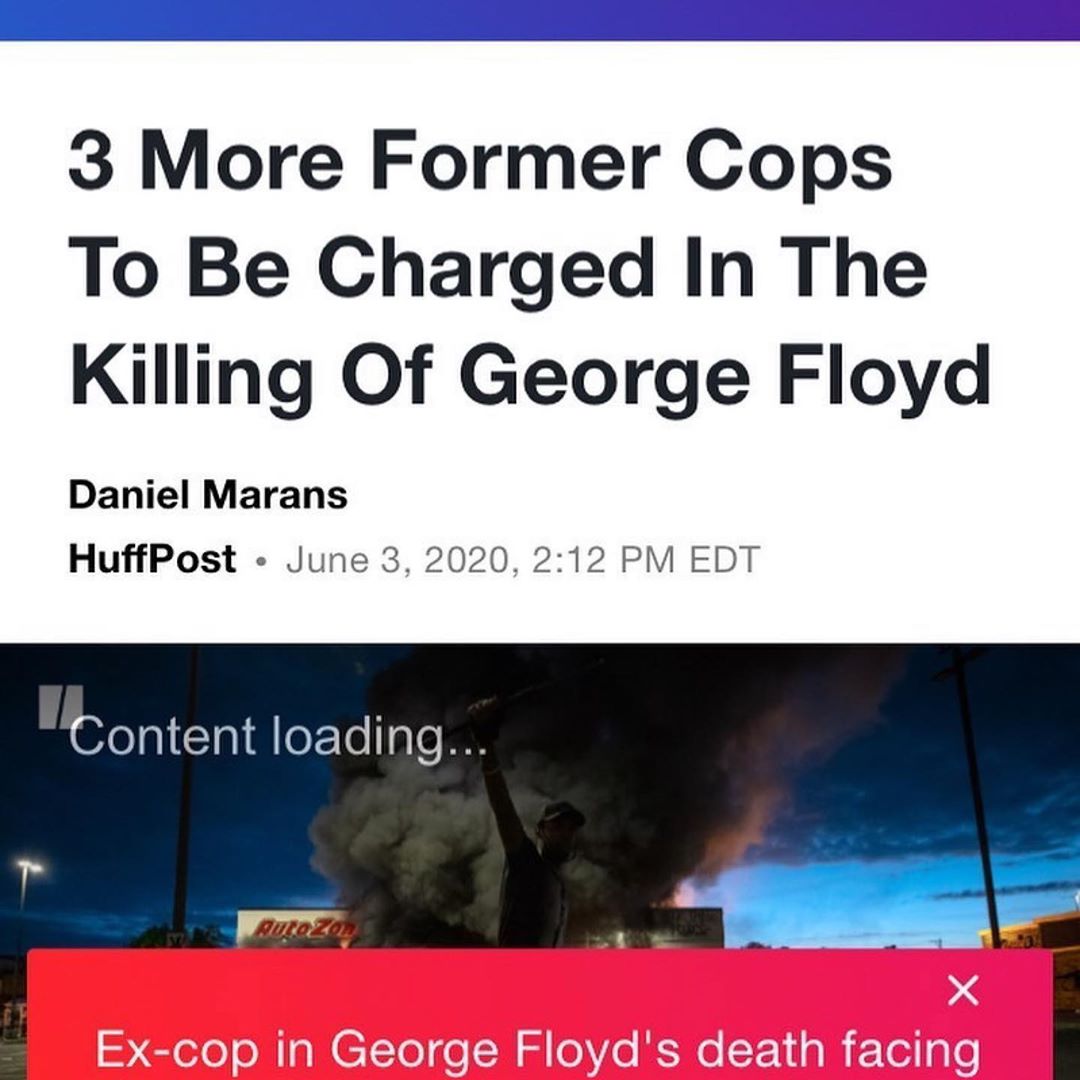 3 More Former Cops
To Be Charged In The
Killing Of George Floyd
Daniel Marans
HuffPost • June 3, 2020, 2:12 PM EDT
Content loading...
AutoZon
Ex-cop in George Floyd's death facing